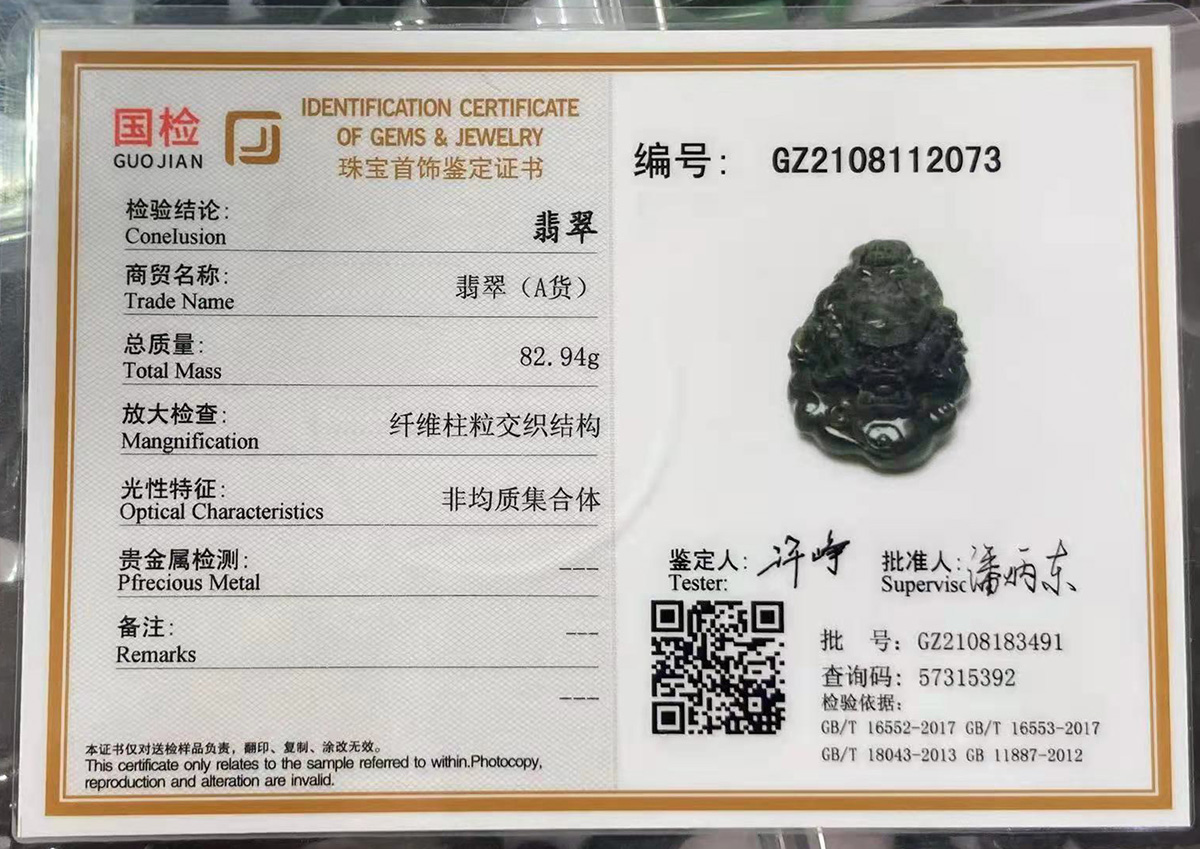 国检
GUOJIAN
IDENTIFICATION CERTIFICATE
OF GEMS & JEWELRY
珠宝首饰鉴定证书
检验结论:
Conelusion
翡翠
商贸名称:
Trade Name
翡翠（A货）
总质量:
Total Mass
82.94g
放大检查:
Mangnification
纤维柱粒交织结构
光性特征:
Optical Characteristics
非均质集合体
贵金属检测:
Pfrecious Metal
---
备注:
Remarks
---
---
本证书仅对送检样品负责，翻印、复制、涂改无效。
This certificate only relates to the sample referred to within.Photocopy,
reproduction and alteration are invalid.
编号: GZ2108112073
鉴定人: 许峥 批准人: 潘炳东
Tester: Superviso
批 号: GZ2108183491
查询码: 57315392
检验依据:
GB/T 16552-2017 GB/T 16553-2017
GB/T 18043-2013 GB 11887-2012